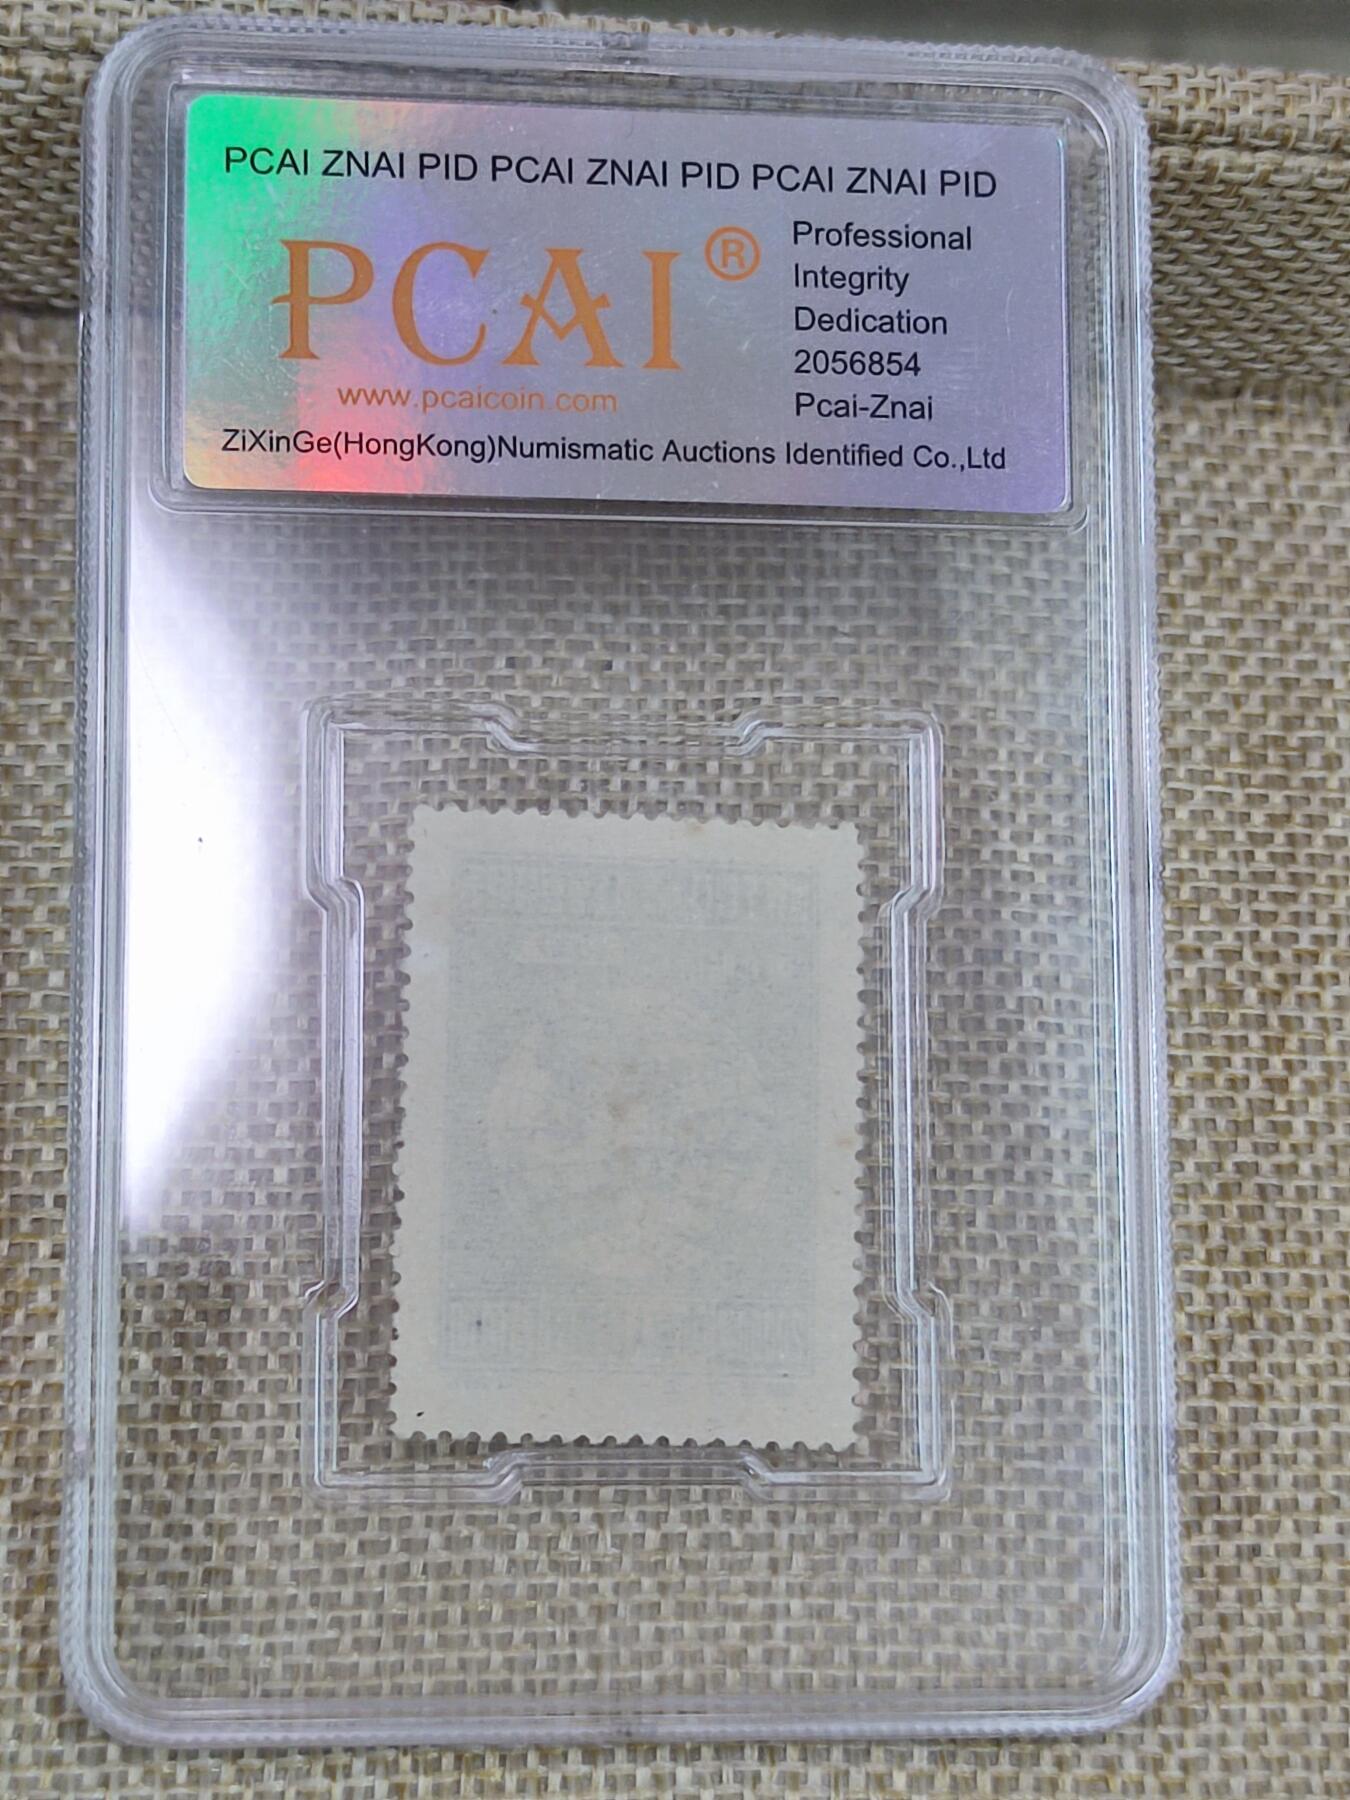 PCAI ZNAI PID PCAI ZNAI PID PCAI ZNAI PID
PCAI®
www.pcaicoin.com
Professional
Integrity
Dedication
2056854
Pcai-Znai
ZiXinGe(HongKong)Numismatic Auctions Identified Co.,Ltd